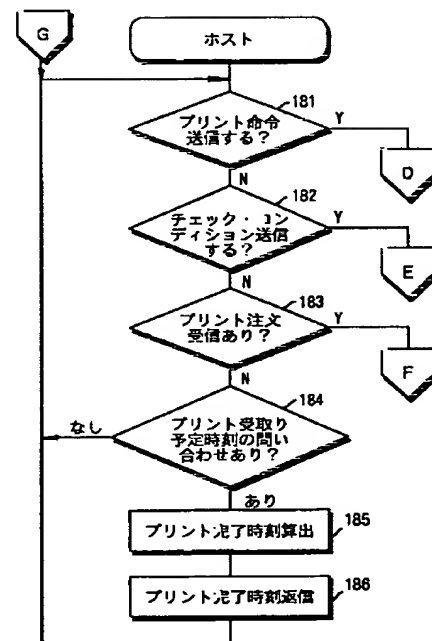 G
ホスト
181
プリント命令
送信する？
Y
D
N
182
チェック・コン
ディション送信
する？
Y
E
N
183
プリント注文
受信あり？
Y
F
N
184
プリント受取り
予定時刻の問い
合わせあり？
なし
あり
プリント完了時刻算出
185
プリント完了時刻返信
186